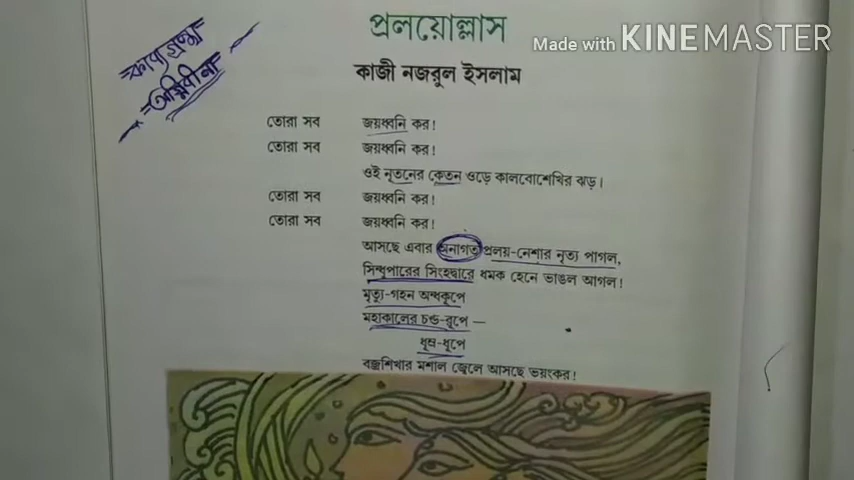 প্রলয়োল্লাস
Made with KINEMASTER
কাব্যগ্রন্থ
অগ্নিবীণা
কাজী নজরুল ইসলাম
তোরা সব জয়ধ্বনি কর!
তোরা সব জয়ধ্বনি কর!
ওই নূতনের কেতন ওড়ে কালবোশেখির ঝড়।
তোরা সব জয়ধ্বনি কর!
তোরা সব জয়ধ্বনি কর!
আসছে এবার অনাগত প্রলয়-নেশার নৃত্য পাগল,
সিন্ধুপারের সিংহদ্বারে ধমক হেনে ভাঙল আগল!
মৃত্যু-গহন অন্ধকূপে
মহাকালের চণ্ড-রূপে —
ধূম্র-ধূপে
বজ্রশিখার মশাল জ্বেলে আসছে ভয়ংকর!